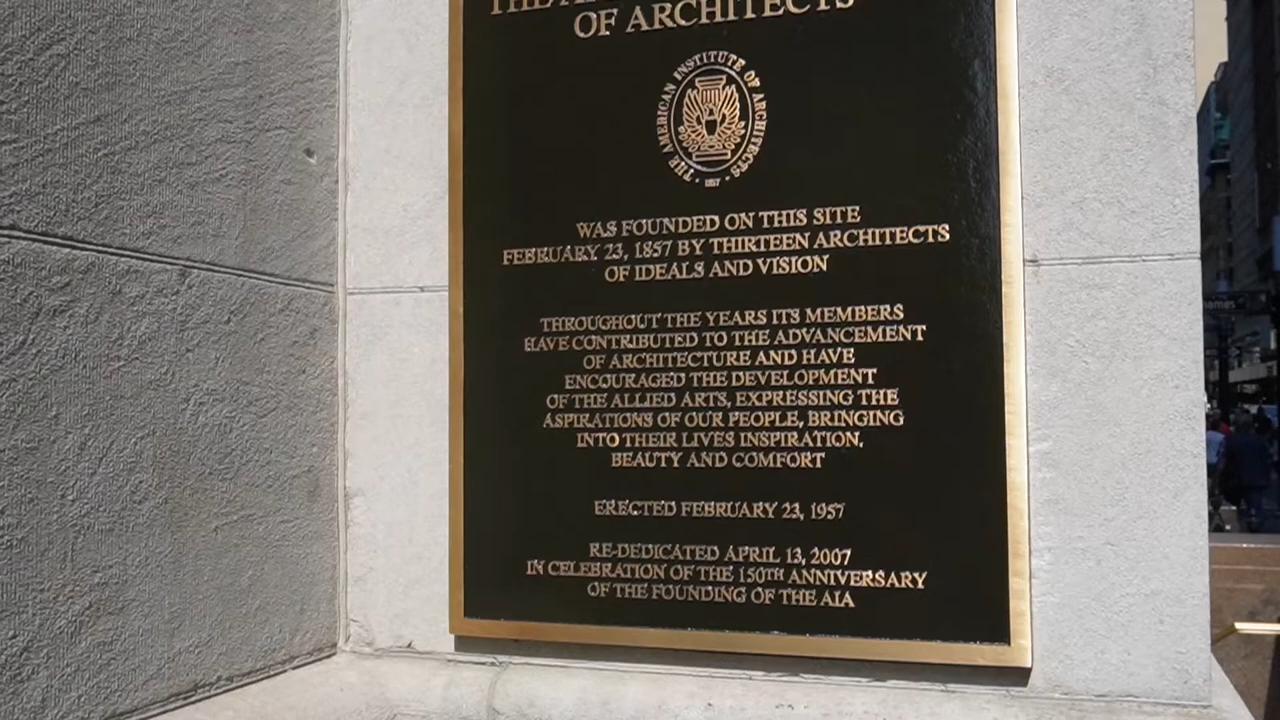 THE A
OF ARCHITECTS
THE AMERICAN INSTITUTE OF ARCHITECTS
1857
WAS FOUNDED ON THIS SITE
FEBRUARY 23, 1857 BY THIRTEEN ARCHITECTS
OF IDEALS AND VISION
THROUGHOUT THE YEARS ITS MEMBERS
HAVE CONTRIBUTED TO THE ADVANCEMENT
OF ARCHITECTURE AND HAVE
ENCOURAGED THE DEVELOPMENT
OF THE ALLIED ARTS, EXPRESSING THE
ASPIRATIONS OF OUR PEOPLE, BRINGING
INTO THEIR LIVES INSPIRATION,
BEAUTY AND COMFORT
ERECTED FEBRUARY 23, 1957
RE-DEDICATED APRIL 13, 2007
IN CELEBRATION OF THE 150TH ANNIVERSARY
OF THE FOUNDING OF THE AIA